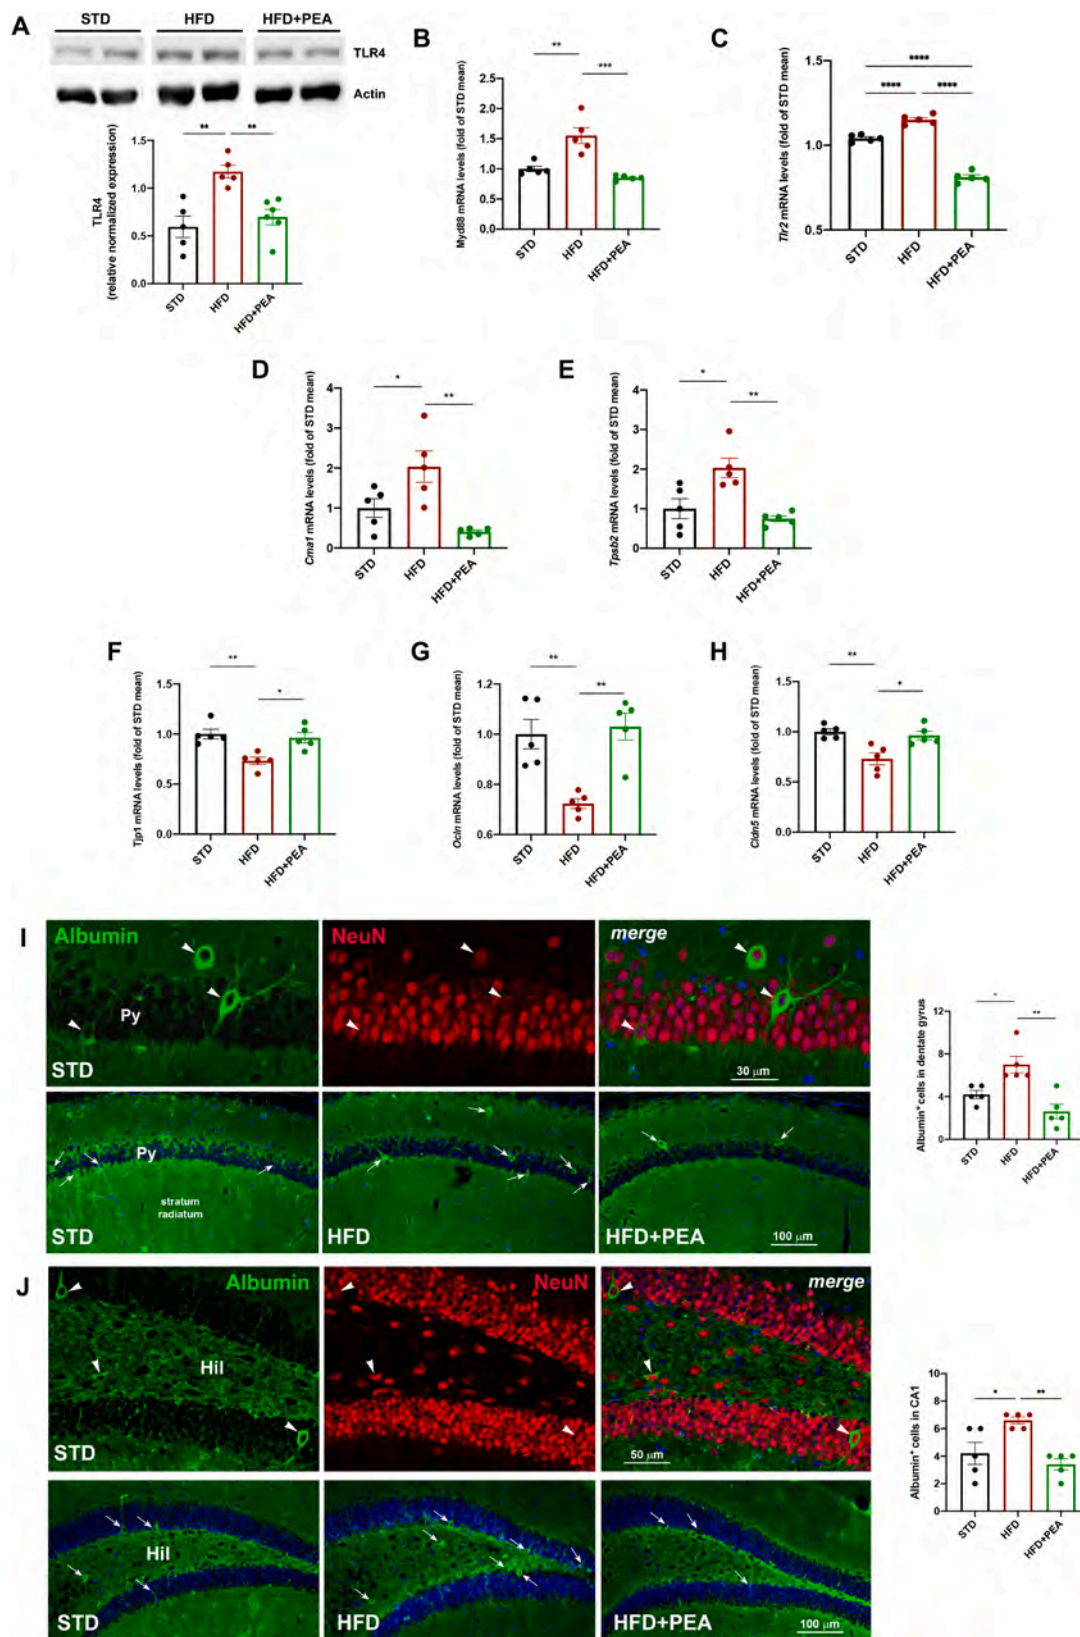 A
STD HFD HFD+PEA
TLR4
Actin
** **
TLR4
(relative normalized expression)
1.5
1.0
0.5
0.0
STD HFD HFD+PEA
B
** ***
Myd88 mRNA levels (fold of STD mean)
2.5
2.0
1.5
1.0
0.5
0.0
STD HFD HFD+PEA
C
****
**** ****
Tlr2 mRNA levels (fold of STD mean)
1.5
1.0
0.5
STD HFD HFD+PEA
D
* **
Cma1 mRNA levels (fold of STD mean)
4
3
2
1
0
STD HFD HFD+PEA
E
* **
Tpsb2 mRNA levels (fold of STD mean)
4
3
2
1
0
STD HFD HFD+PEA
F
** *
Tjp1 mRNA levels (fold of STD mean)
1.5
1.0
0.5
0.0
STD HFD HFD+PEA
G
** **
Ocln mRNA levels (fold of STD mean)
1.2
1.0
0.8
0.6
STD HFD HFD+PEA
H
** *
Cldn5 mRNA levels (fold of STD mean)
1.5
1.0
0.5
0.0
STD HFD HFD+PEA
I
Albumin NeuN merge
Py
STD
30 µm
Py
stratum
radiatum
STD HFD HFD+PEA
100 µm
* **
Albumin+ cells in dentate gyrus
12
8
4
0
STD HFD HFD+PEA
J
Albumin NeuN merge
Hil
STD
50 µm
Hil
STD HFD HFD+PEA
100 µm
* **
Albumin+ cells in CA1
10
8
6
4
2
0
STD HFD HFD+PEA